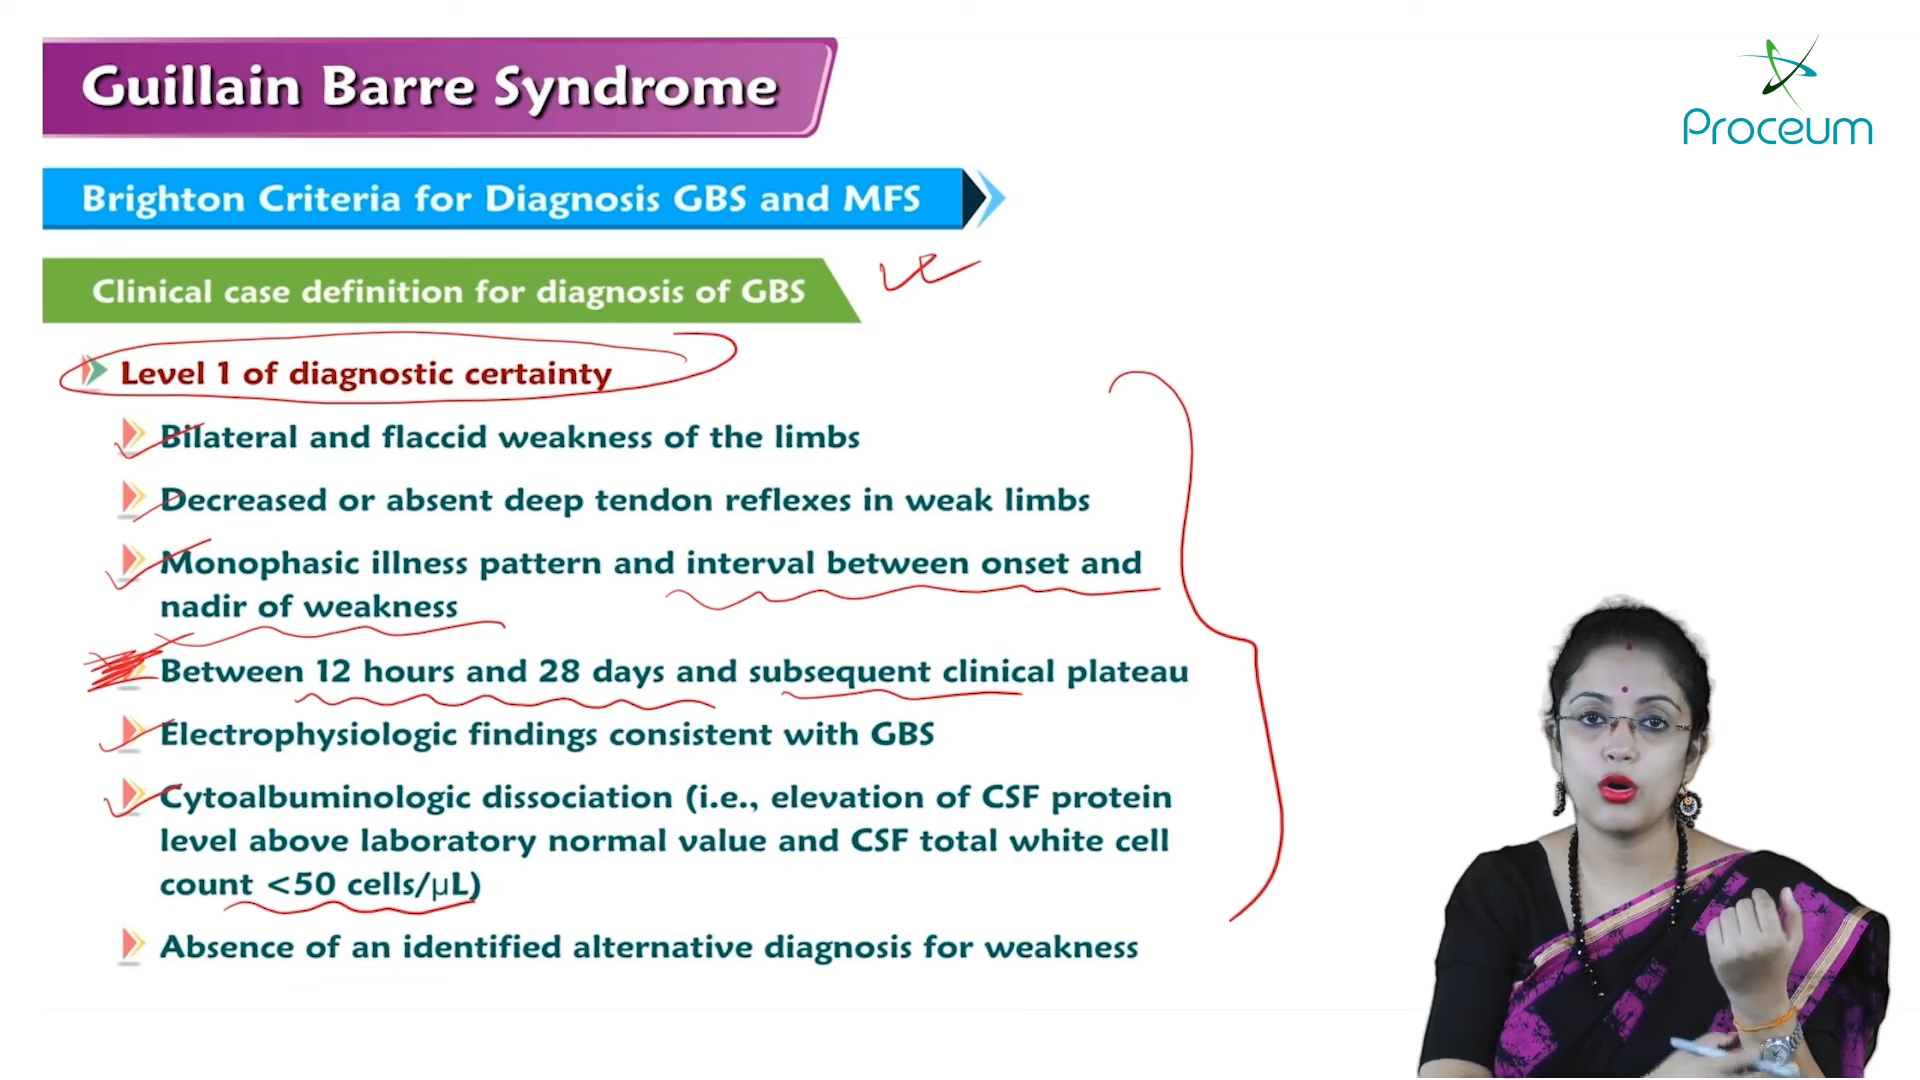 Guillain Barre Syndrome
Proceum
Brighton Criteria for Diagnosis GBS and MFS
Clinical case definition for diagnosis of GBS
Level 1 of diagnostic certainty
Bilateral and flaccid weakness of the limbs
Decreased or absent deep tendon reflexes in weak limbs
Monophasic illness pattern and interval between onset and
nadir of weakness
Between 12 hours and 28 days and subsequent clinical plateau
Electrophysiologic findings consistent with GBS
Cytoalbuminologic dissociation (i.e., elevation of CSF protein
level above laboratory normal value and CSF total white cell
count <50 cells/μL)
Absence of an identified alternative diagnosis for weakness